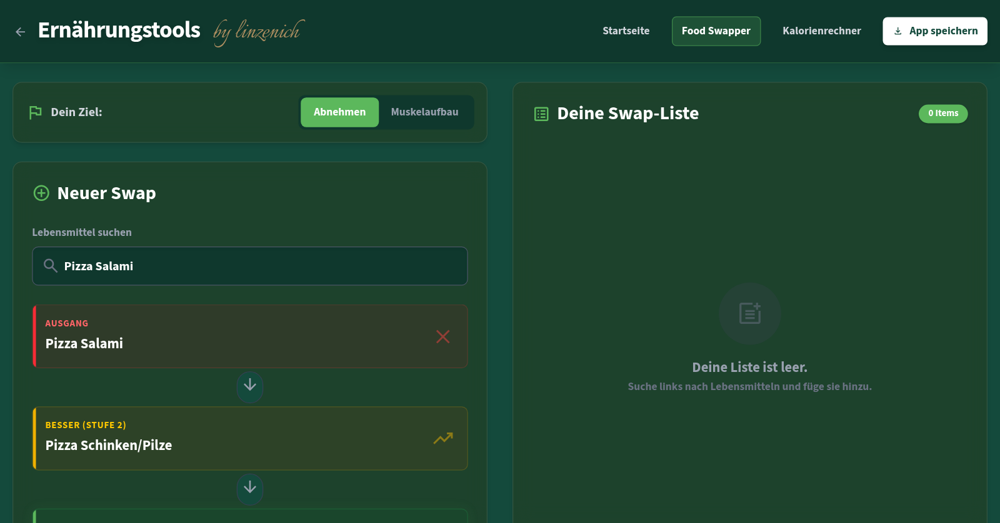 Ernährungstools by linzenich
Startseite
Food Swapper
Kalorienrechner
App speichern
Dein Ziel:
Abnehmen
Muskelaufbau
Neuer Swap
Lebensmittel suchen
Pizza Salami
AUSGANG
Pizza Salami
BESSER (STUFE 2)
Pizza Schinken/Pilze
Deine Swap-Liste
0 Items
Deine Liste ist leer.
Suche links nach Lebensmitteln und füge sie hinzu.